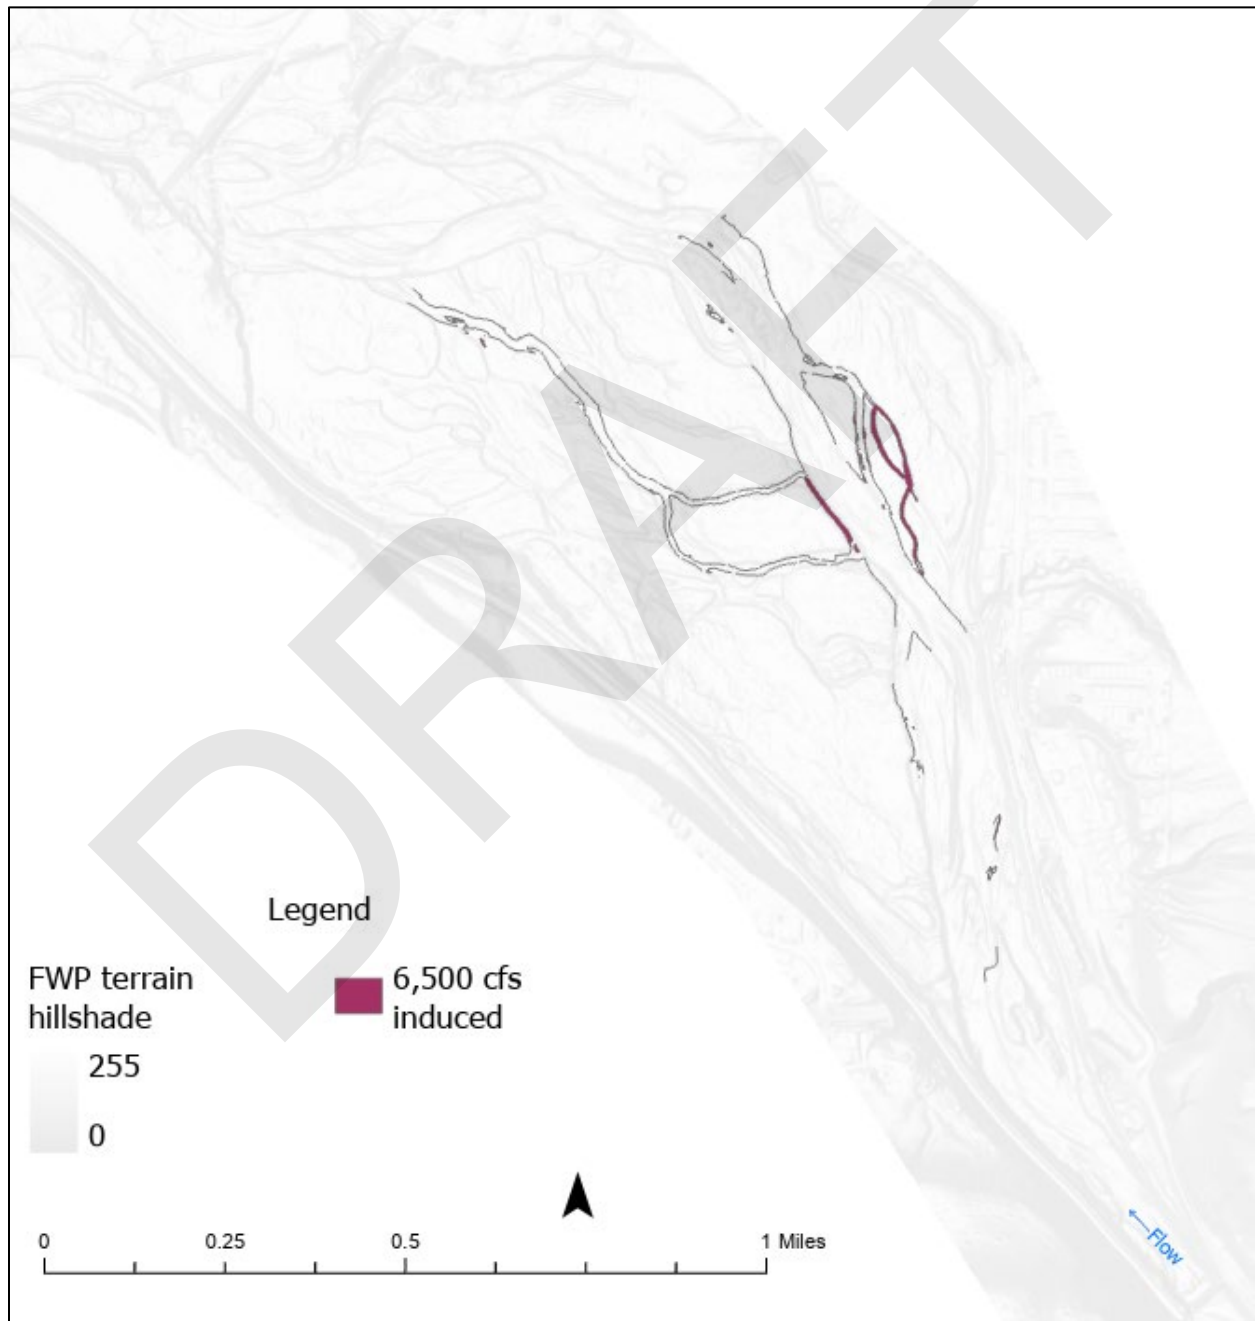 DRAFT
Legend
FWP terrain
hillshade
255
0
6,500 cfs
induced
0 0.25 0.5 1 Miles
←Flow